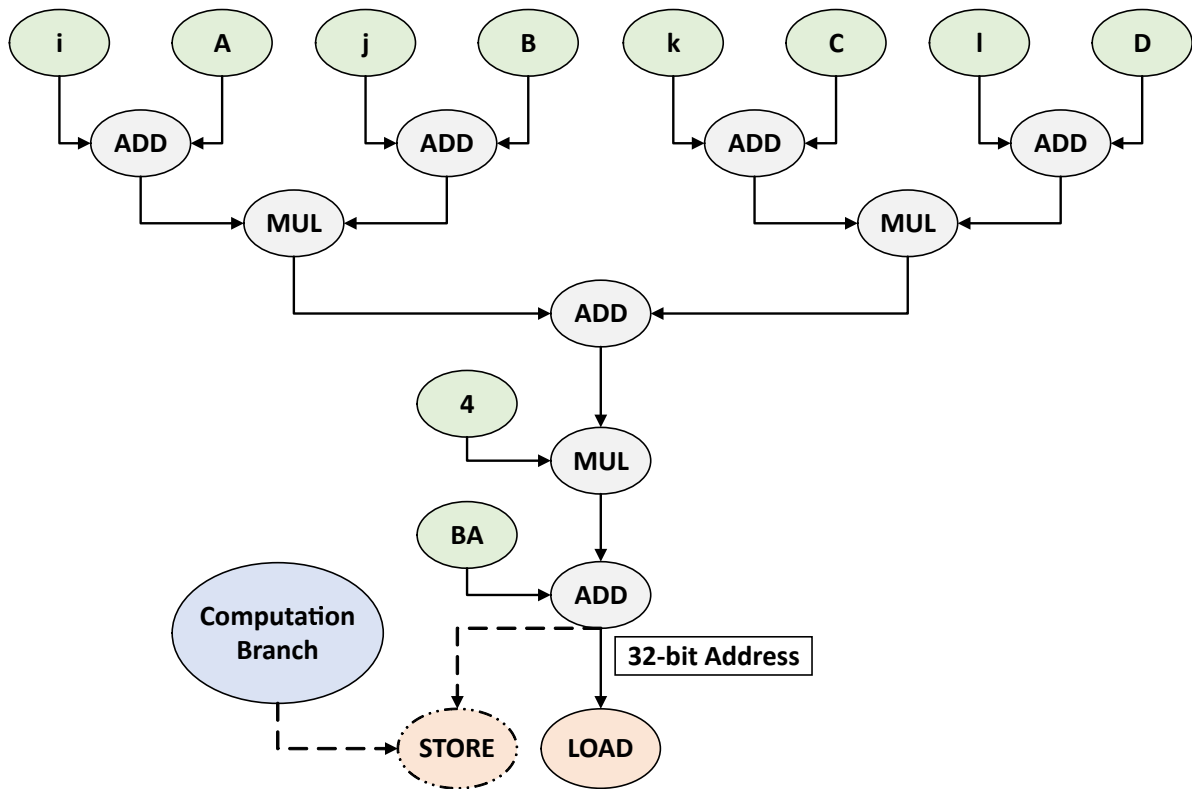 i A j B k C l D
ADD ADD ADD ADD
MUL MUL
ADD
4
MUL
BA
ADD
Computation
Branch
32-bit Address
STORE LOAD